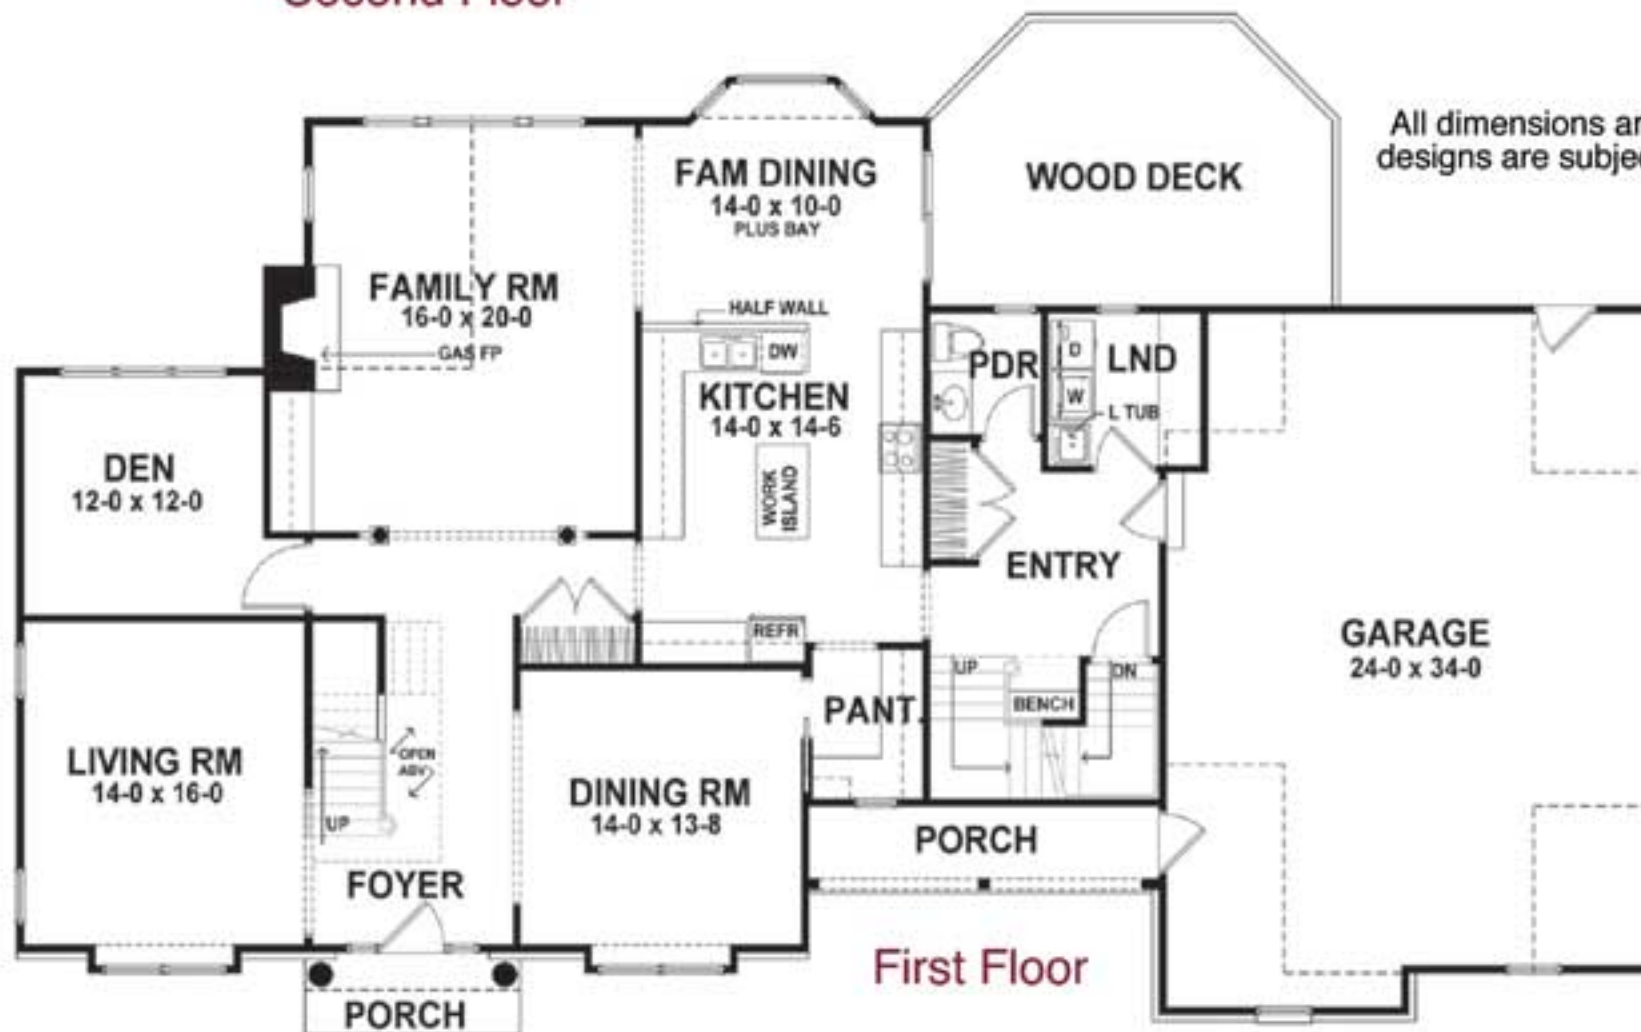 Second Floor
All dimensions ar
designs are subje
FAM DINING
14-0 x 10-0
PLUS BAY
WOOD DECK
FAMILY RM
16-0 x 20-0
GAS FP
HALF WALL
DW
KITCHEN
14-0 x 14-6
WORK
ISLAND
PDR
D
W
LND
L TUB
DEN
12-0 x 12-0
ENTRY
REFR
GARAGE
24-0 x 34-0
UP
BENCH
DN
PANT.
LIVING RM
14-0 x 16-0
OPEN
ABV
UP
DINING RM
14-0 x 13-8
PORCH
FOYER
First Floor
PORCH